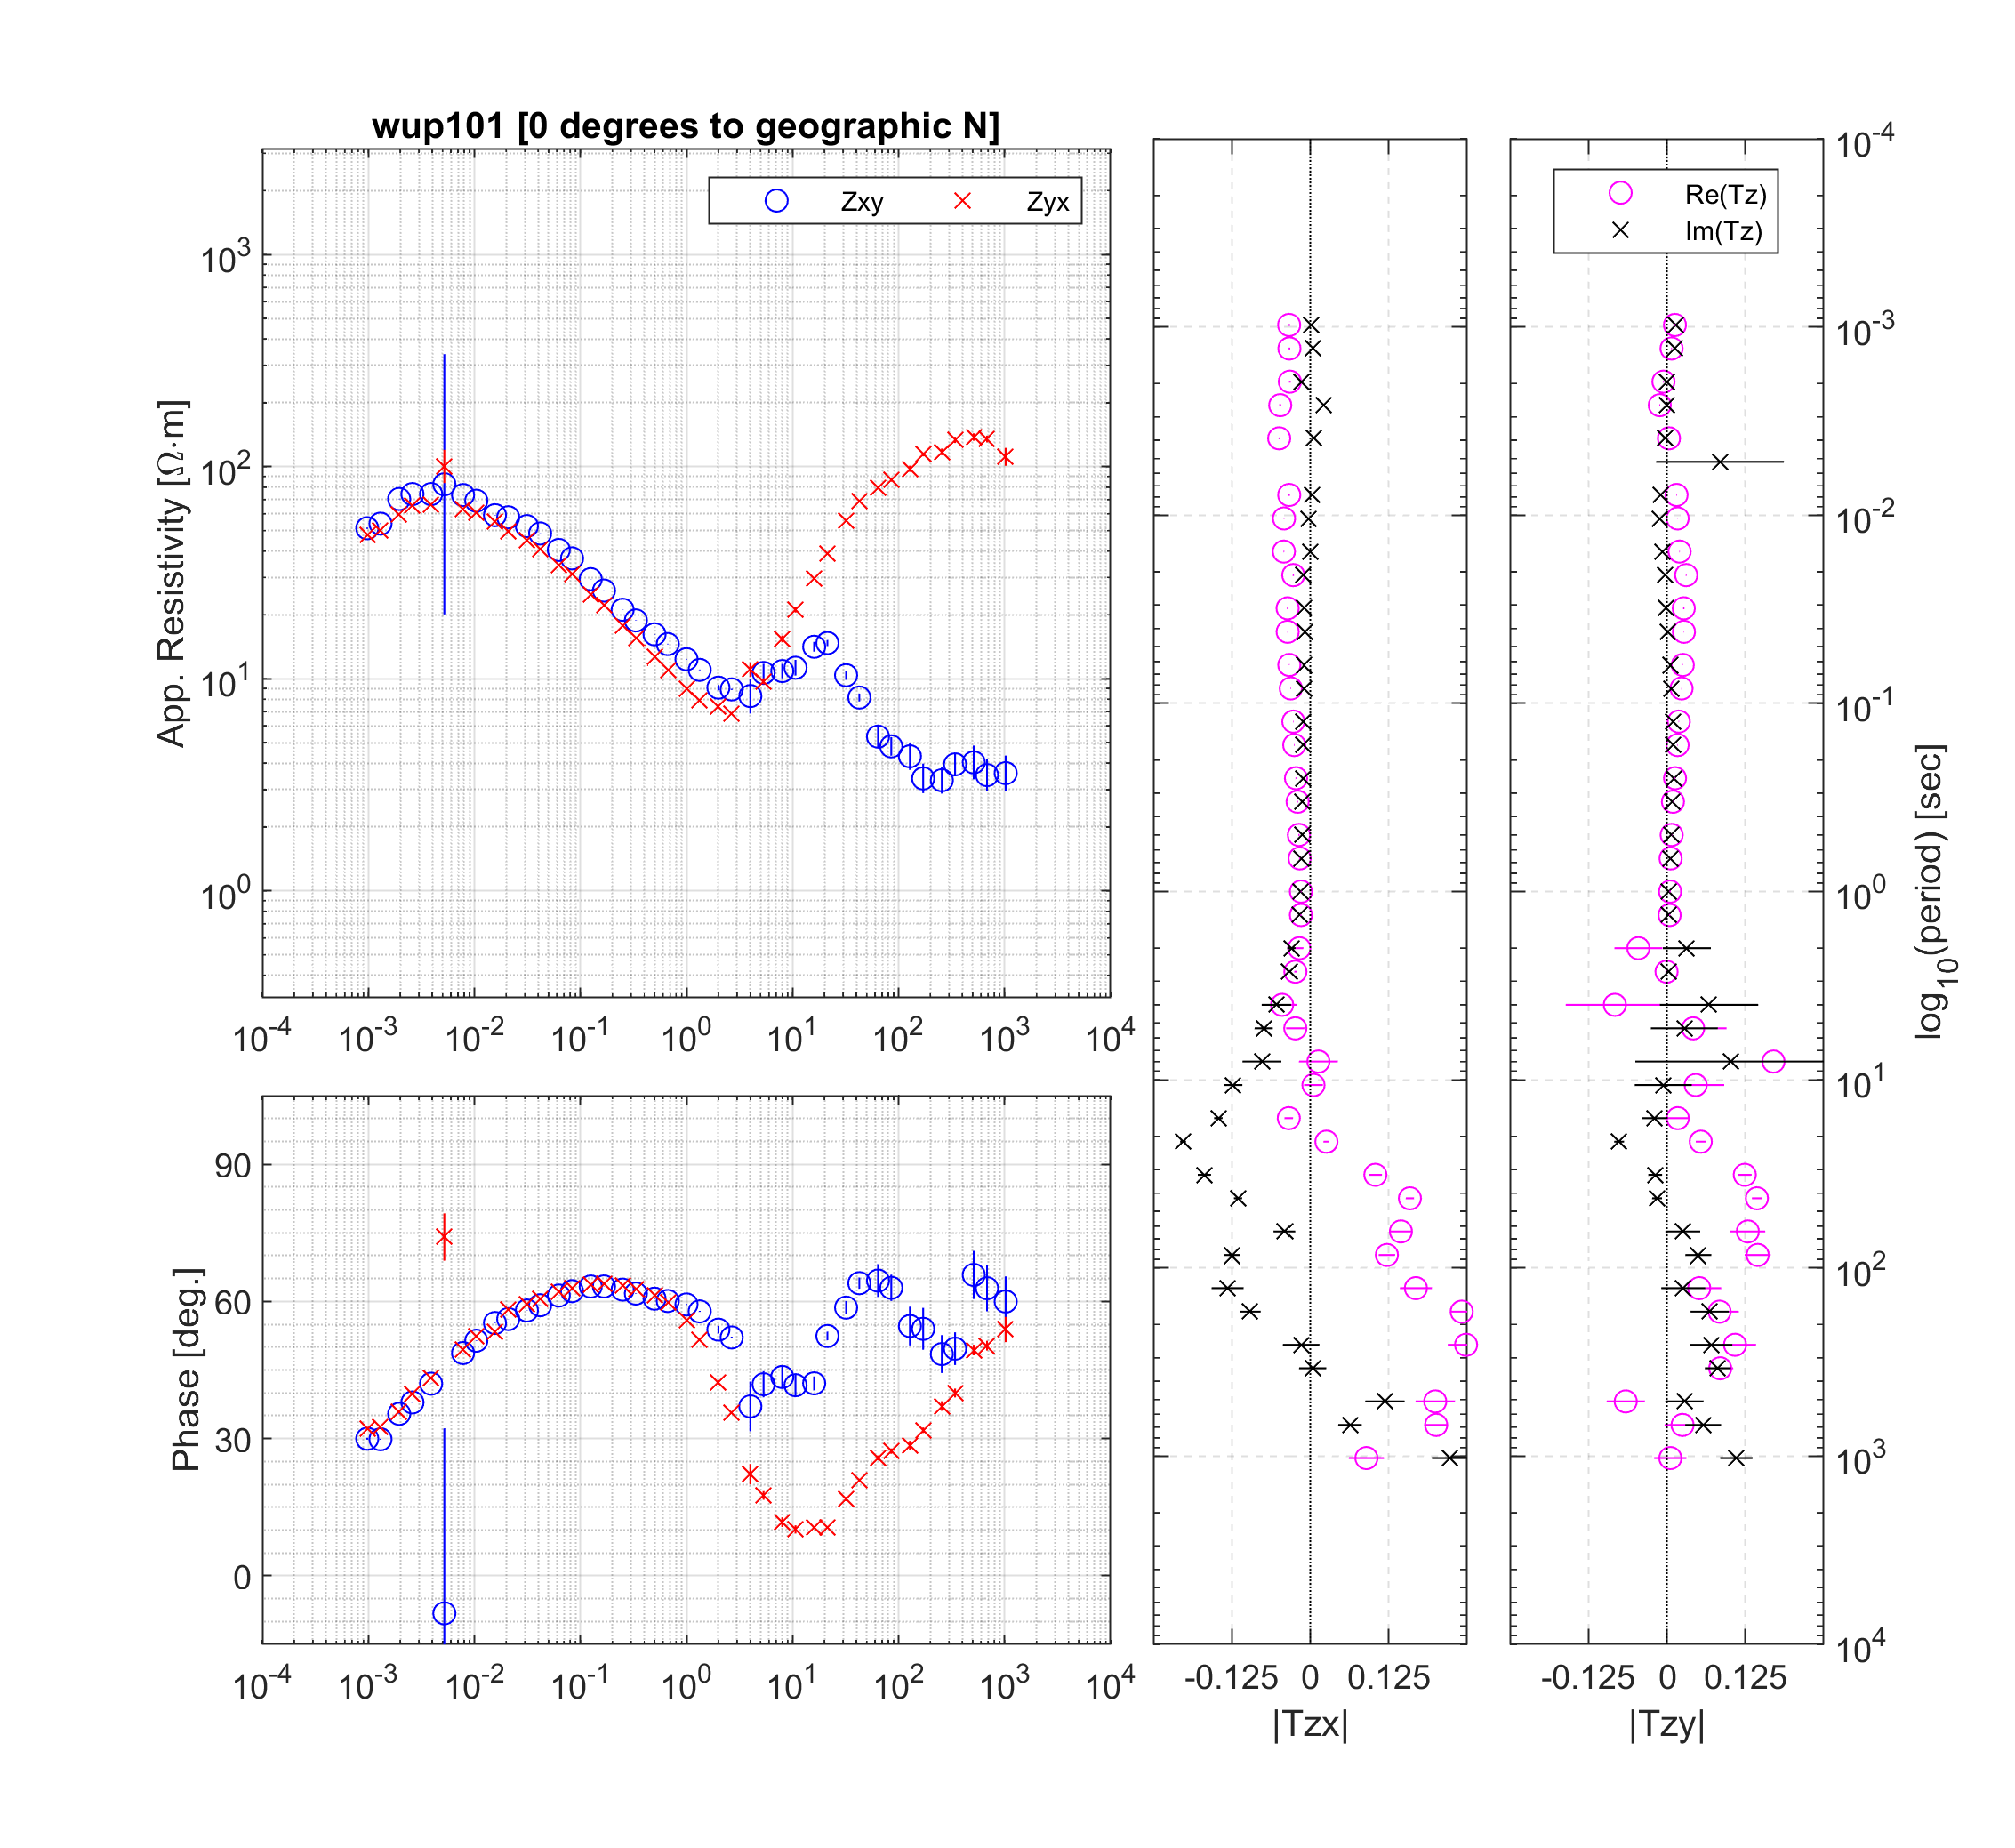 wup101 [0 degrees to geographic N]
Zxy Zyx
App. Resistivity [Ω·m]
10^3
10^2
10^1
10^0
10^-4 10^-3 10^-2 10^-1 10^0 10^1 10^2 10^3 10^4
Phase [deg.]
90
60
30
0
10^-4 10^-3 10^-2 10^-1 10^0 10^1 10^2 10^3 10^4
-0.125 0 0.125
|Tzx|
Re(Tz)
Im(Tz)
-0.125 0 0.125
|Tzy|
10^-4
10^-3
10^-2
10^-1
10^0
10^1
10^2
10^3
10^4
log10(period) [sec]